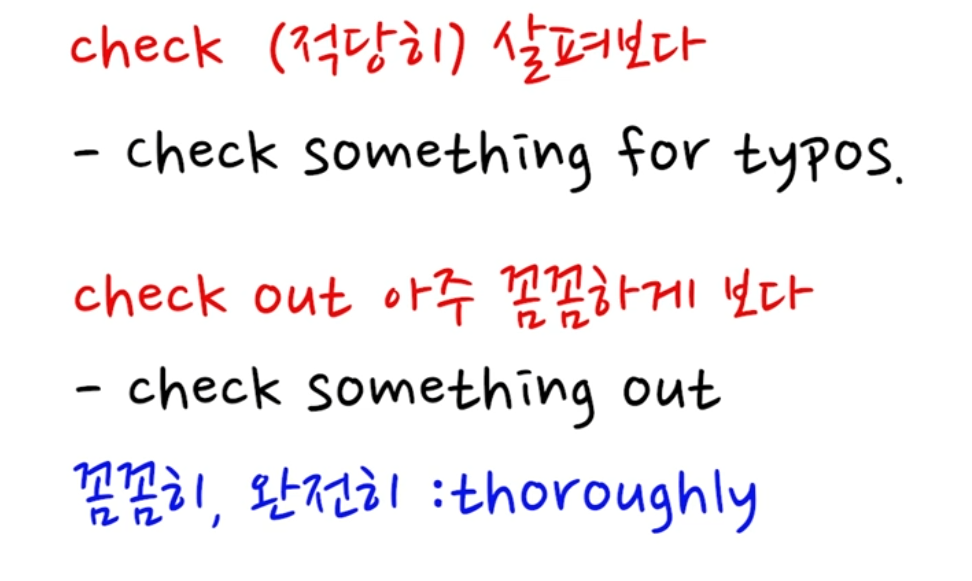 check (적당히) 살펴보다
- check something for typos.
check out 아주 꼼꼼하게 보다
- check something out
꼼꼼히, 완전히 :thoroughly